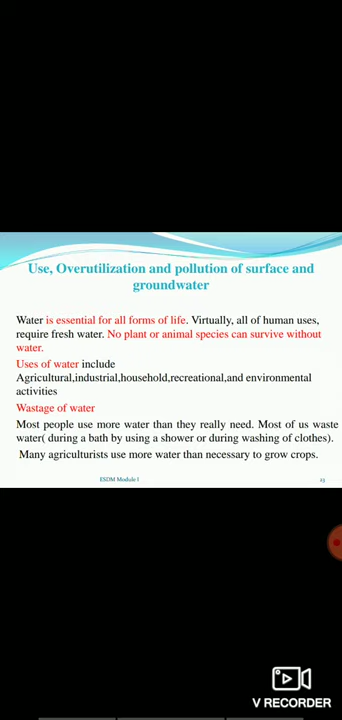 Use, Overutilization and pollution of surface and
groundwater
Water is essential for all forms of life. Virtually, all of human uses,
require fresh water. No plant or animal species can survive without
water.
Uses of water include
Agricultural,industrial,household,recreational,and environmental
activities
Wastage of water
Most people use more water than they really need. Most of us waste
water( during a bath by using a shower or during washing of clothes).
Many agriculturists use more water than necessary to grow crops.
ESDM Module I 23
V RECORDER